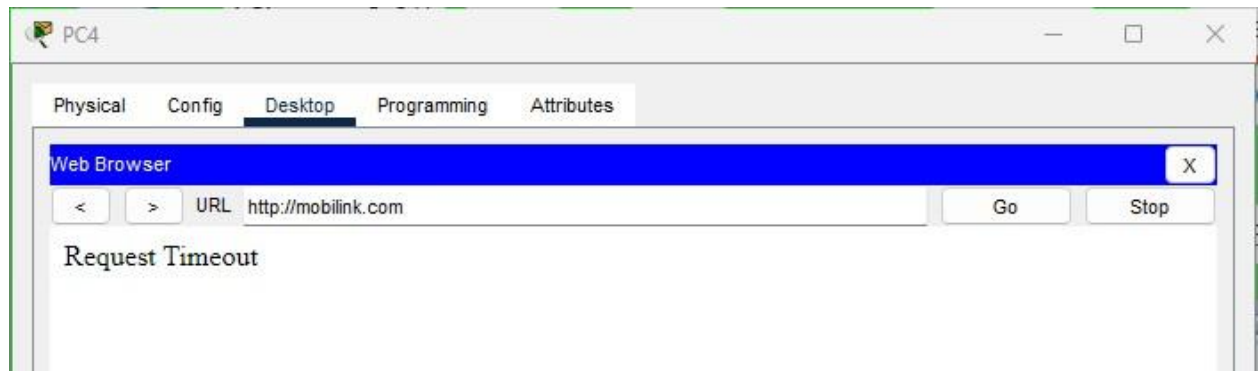 PC4
Physical Config Desktop Programming Attributes
Web Browser X
< > URL http://mobilink.com Go Stop
Request Timeout